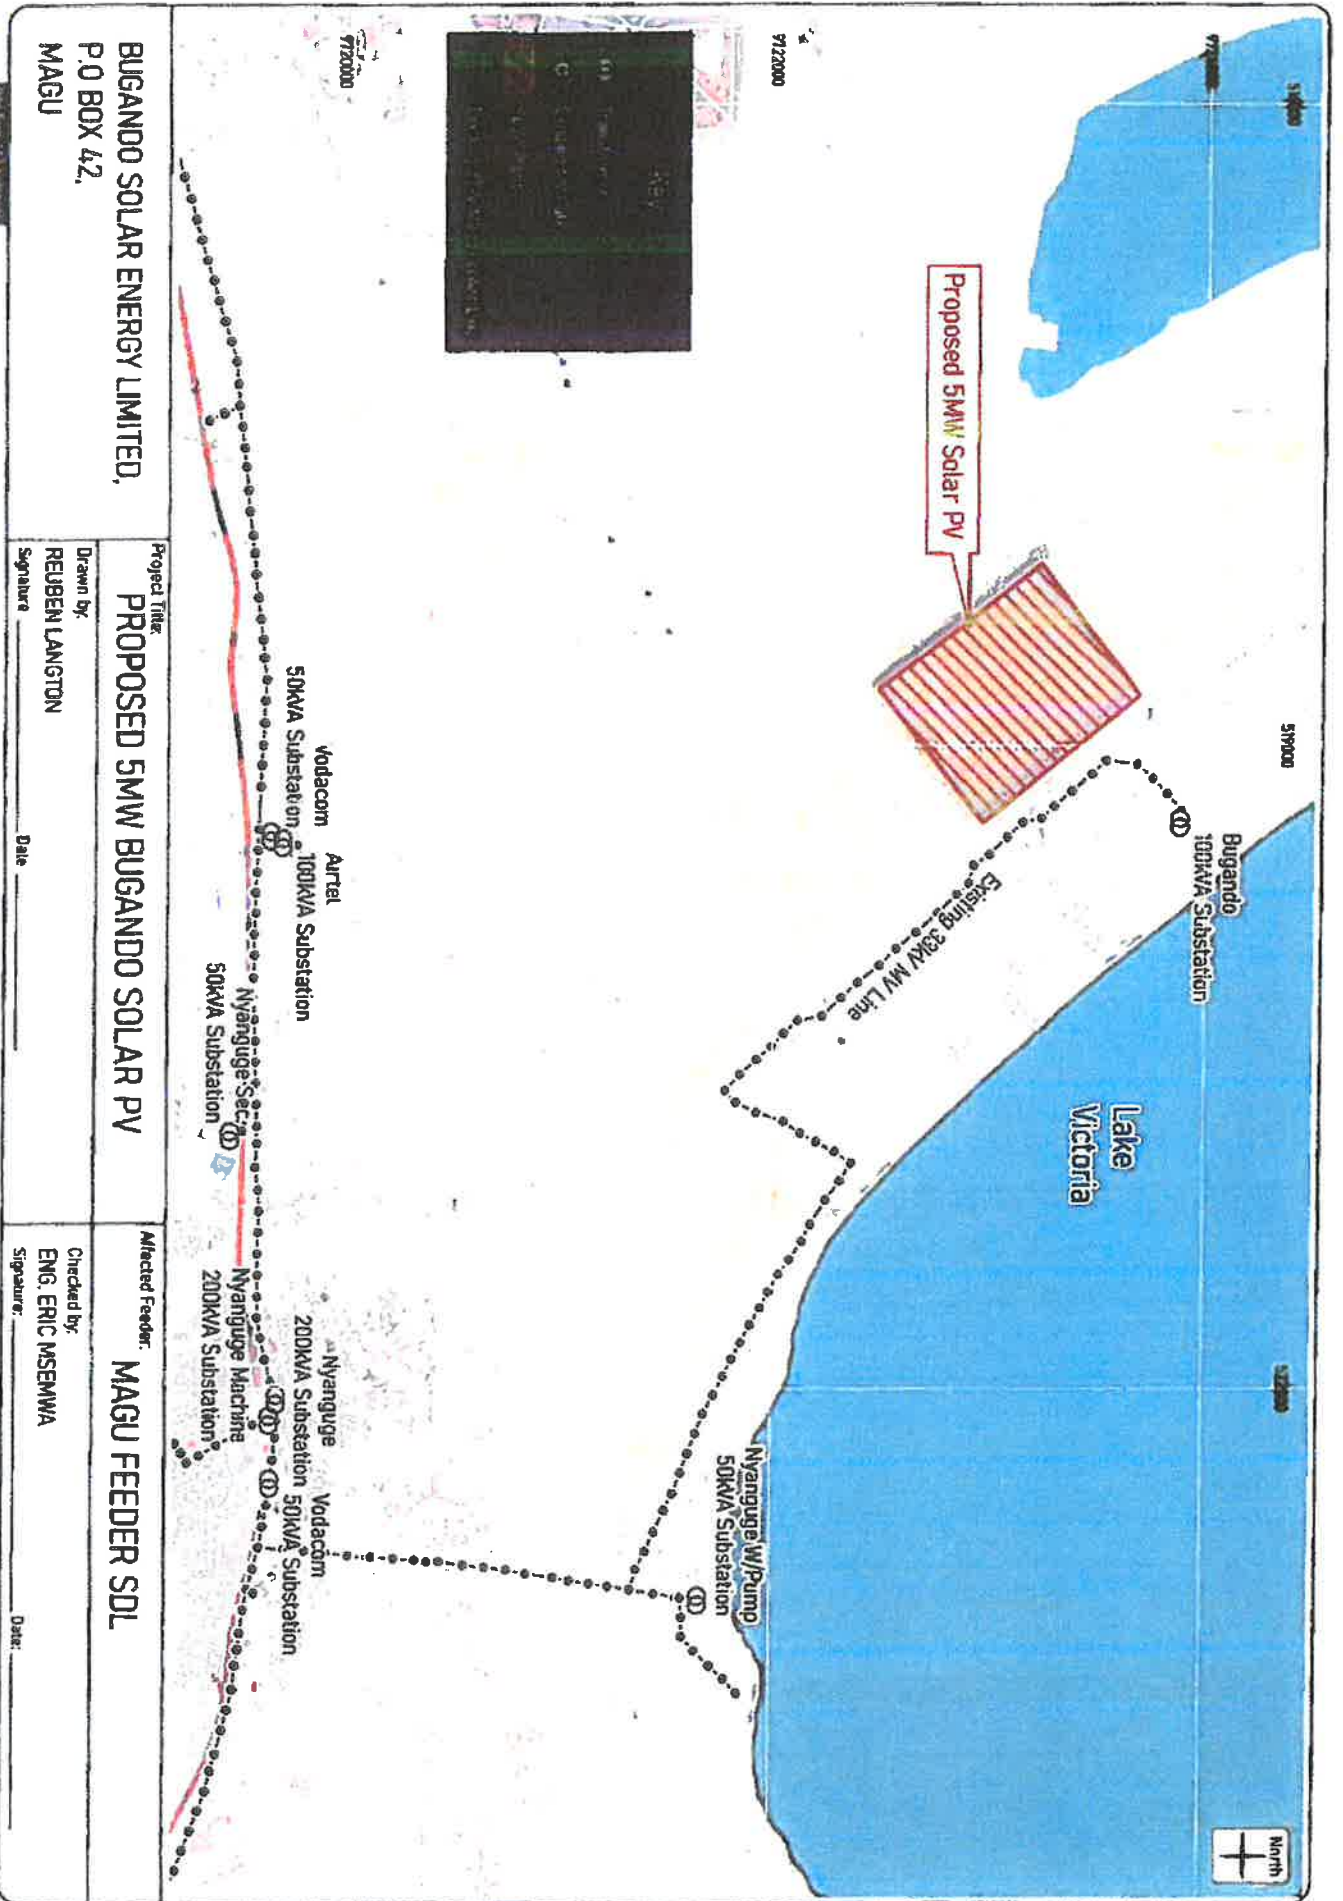 North
519000
522000
9122000
9120000
Bugando
100kVA Substation
Lake
Victoria
Proposed 5MW Solar PV
Existing 33kV MV Line
Nyanguge W/Pump
50kVA Substation
Vodacom
50kVA Substation
Airtel
100kVA Substation
Nyanguge
200kVA Substation
Vodacom
50kVA Substation
Nyanguge Sec.
50kVA Substation
Nyanguge Machine
200kVA Substation
BUGANDO SOLAR ENERGY LIMITED,
P.O BOX 42,
MAGU
Project Title:
PROPOSED 5MW BUGANDO SOLAR PV
Drawn by:
REUBEN LANGTON
Signature Date
Affected Feeder:
MAGU FEEDER SDL
Checked by:
ENG. ERIC MSEMWA
Signature: Date: